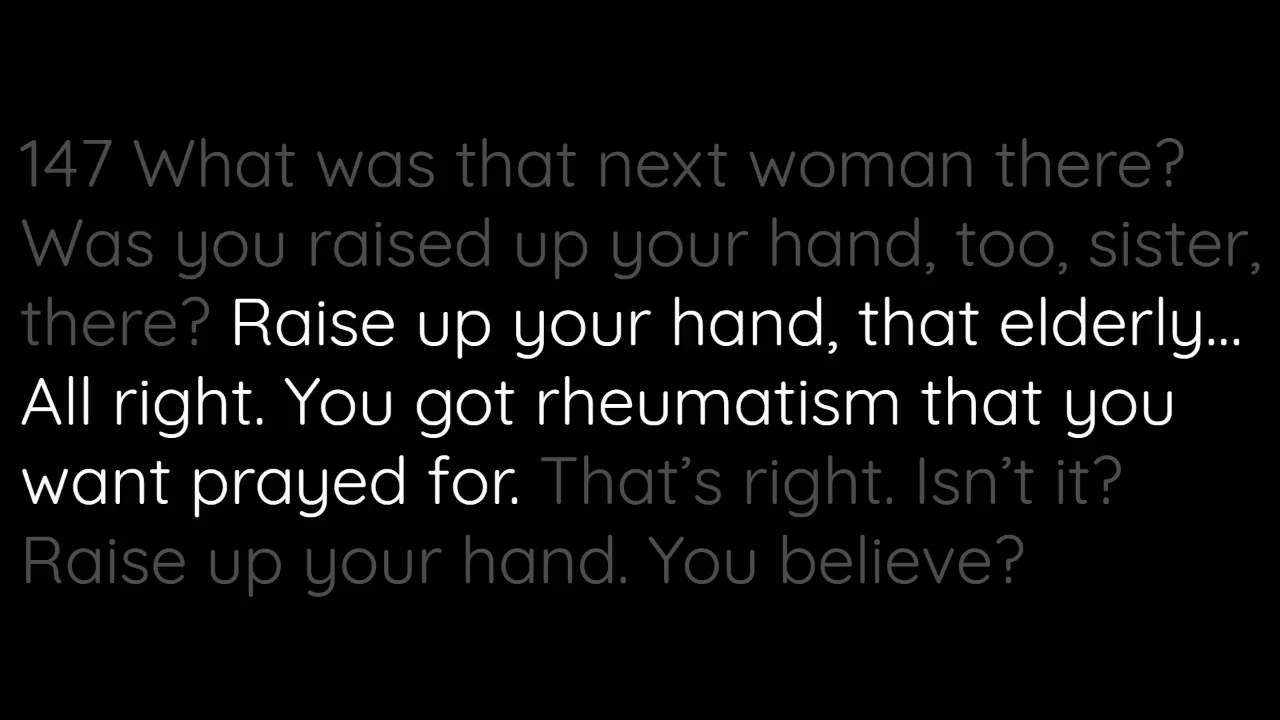 147 What was that next woman there?
Was you raised up your hand, too, sister,
there? Raise up your hand, that elderly...
All right. You got rheumatism that you
want prayed for. That’s right. Isn’t it?
Raise up your hand. You believe?